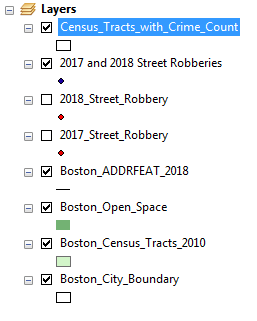 Layers
Census_Tracts_with_Crime_Count
2017 and 2018 Street Robberies
2018_Street_Robbery
2017_Street_Robbery
Boston_ADDRFEAT_2018
Boston_Open_Space
Boston_Census_Tracts_2010
Boston_City_Boundary